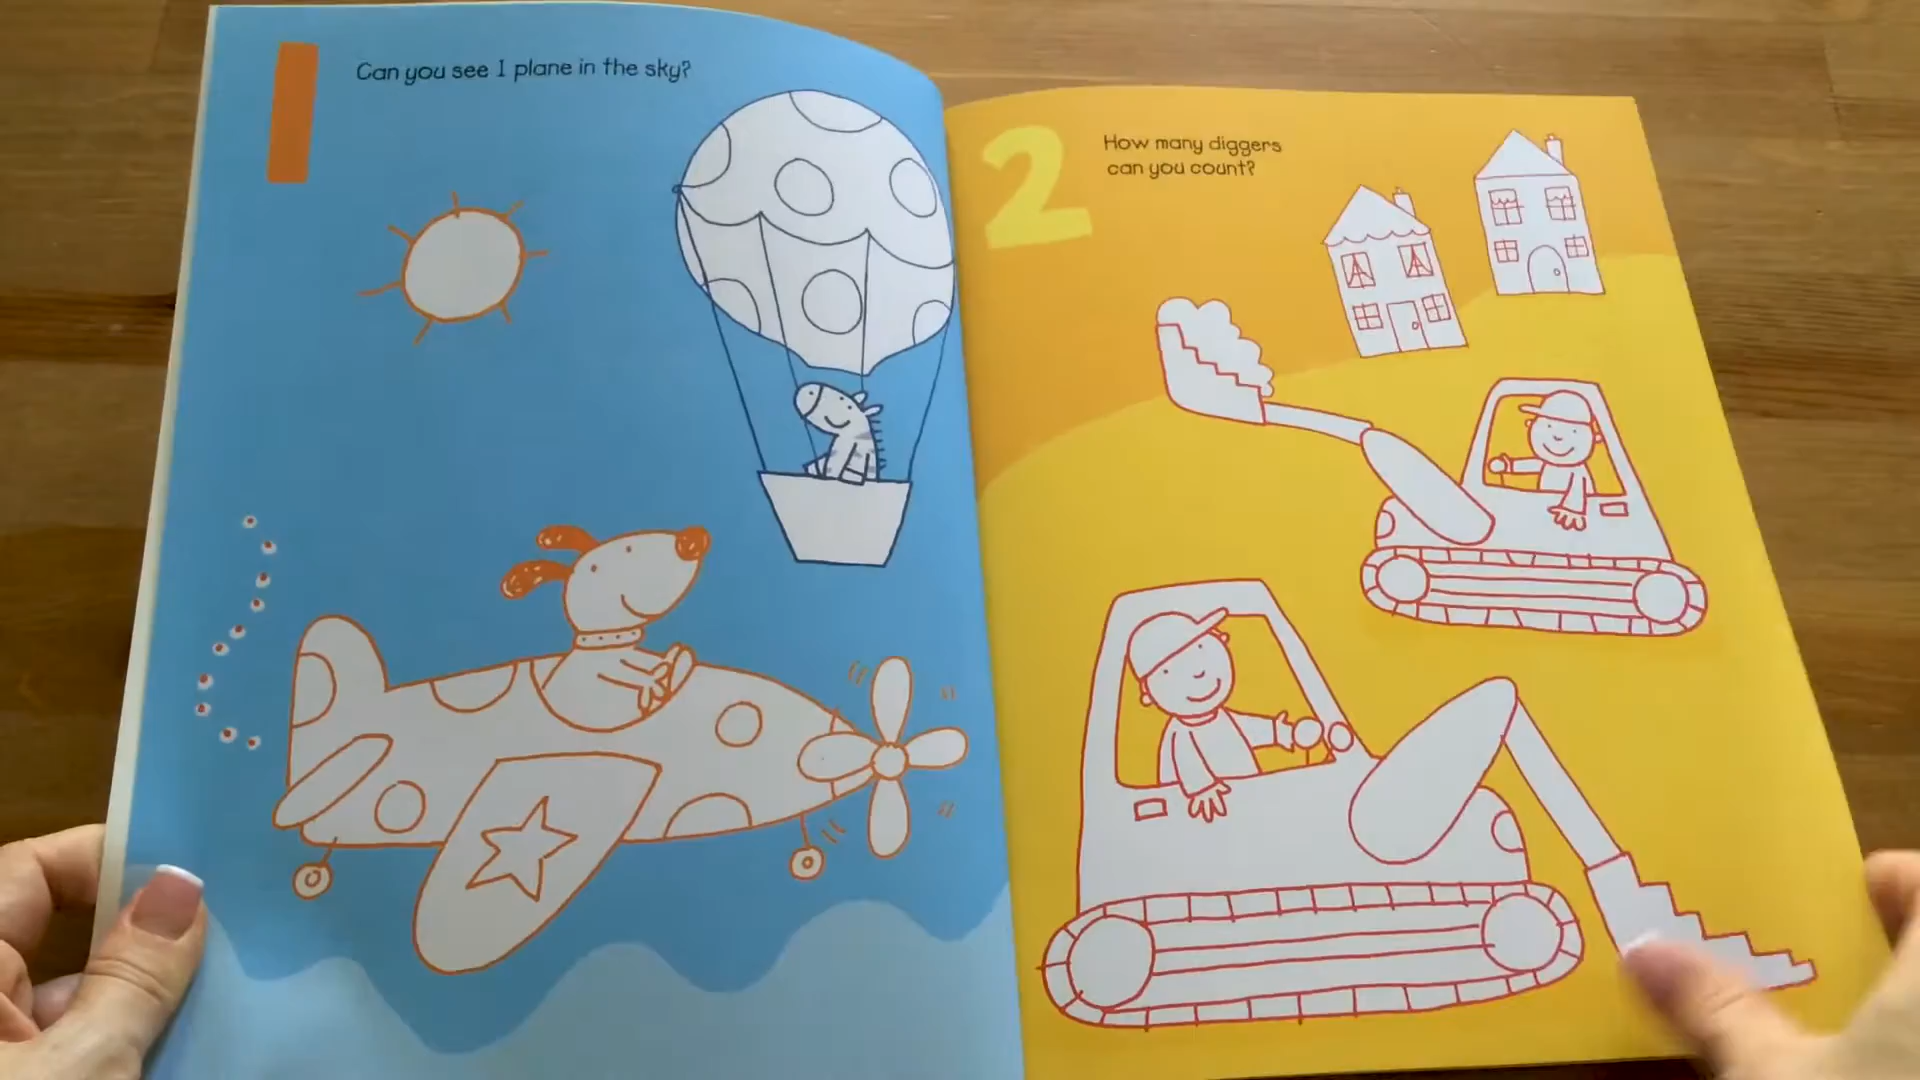 1
Can you see 1 plane in the sky?
2
How many diggers
can you count?